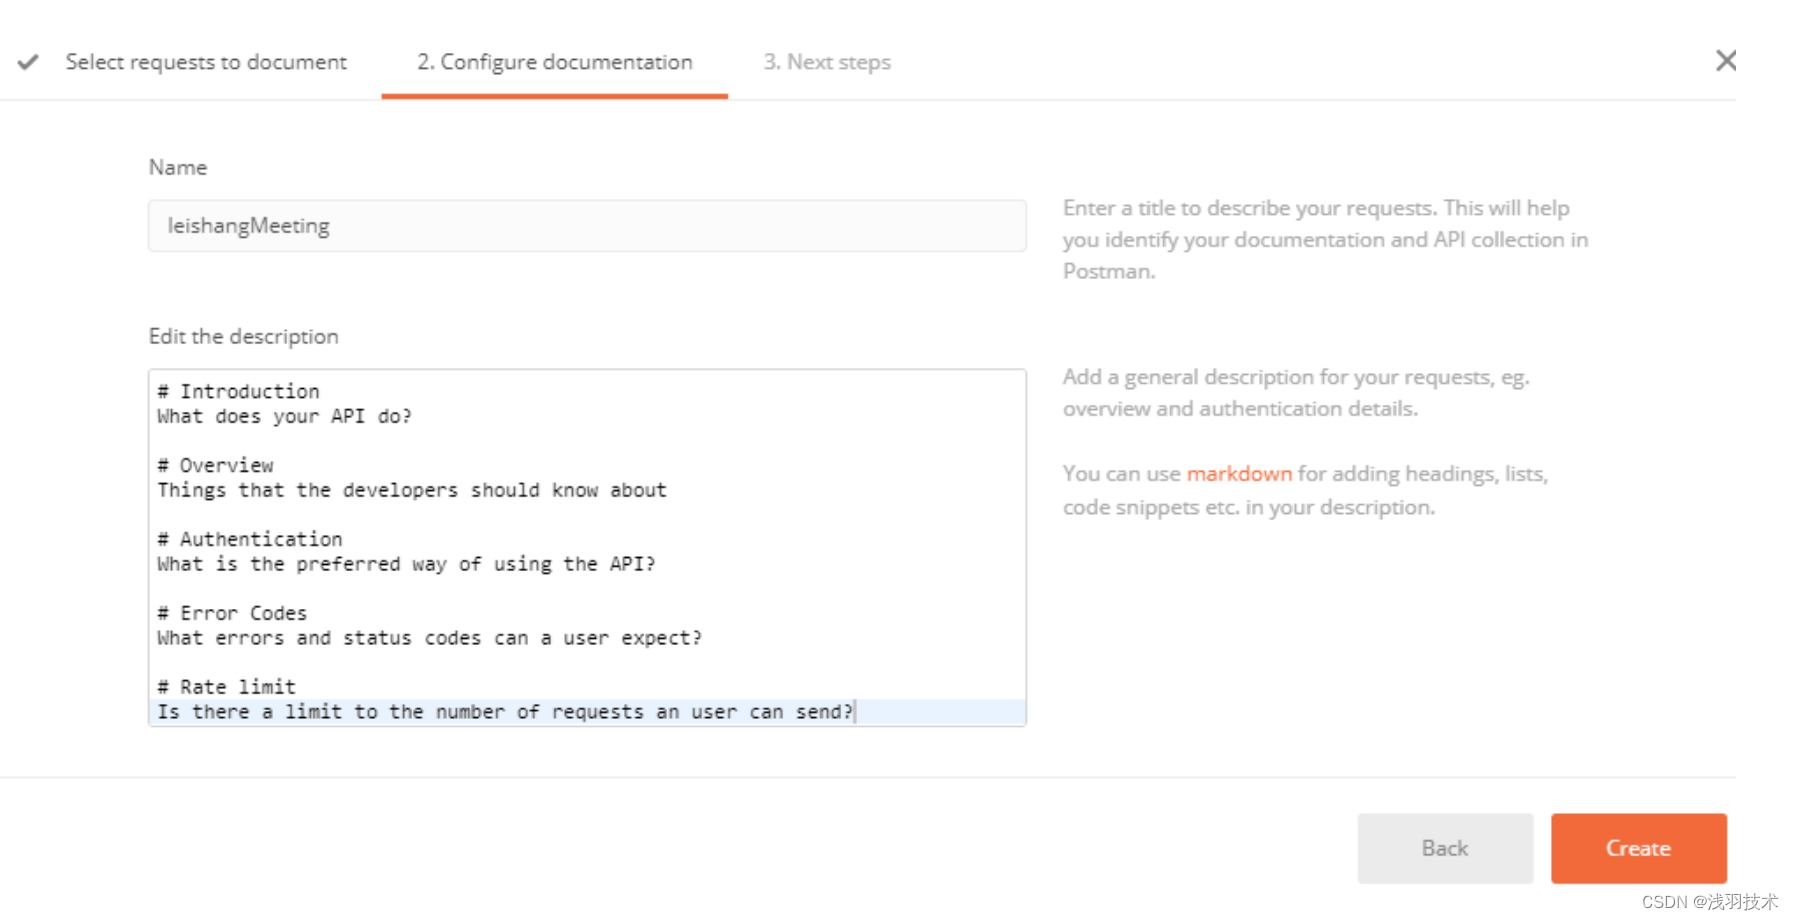 Select requests to document
2. Configure documentation
3. Next steps
Name
leishangMeeting
Enter a title to describe your requests. This will help
you identify your documentation and API collection in
Postman.
Edit the description
# Introduction
What does your API do?
# Overview
Things that the developers should know about
# Authentication
What is the preferred way of using the API?
# Error Codes
What errors and status codes can a user expect?
# Rate limit
Is there a limit to the number of requests an user can send?
Add a general description for your requests, eg.
overview and authentication details.
You can use markdown for adding headings, lists,
code snippets etc. in your description.
Back
Create
CSDN @浅羽技术